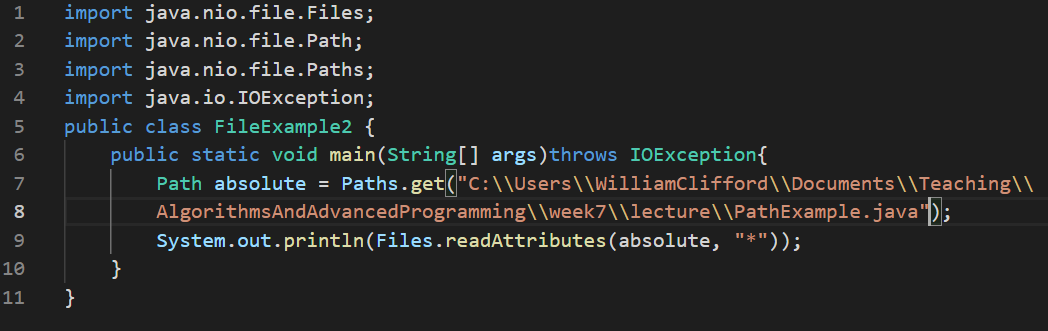 1 import java.nio.file.Files;
2 import java.nio.file.Path;
3 import java.nio.file.Paths;
4 import java.io.IOException;
5 public class FileExample2 {
6     public static void main(String[] args)throws IOException{
7         Path absolute = Paths.get("C:\\Users\\WilliamClifford\\Documents\\Teaching\\
8         AlgorithmsAndAdvancedProgramming\\week7\\lecture\\PathExample.java");
9         System.out.println(Files.readAttributes(absolute, "*"));
10     }
11 }